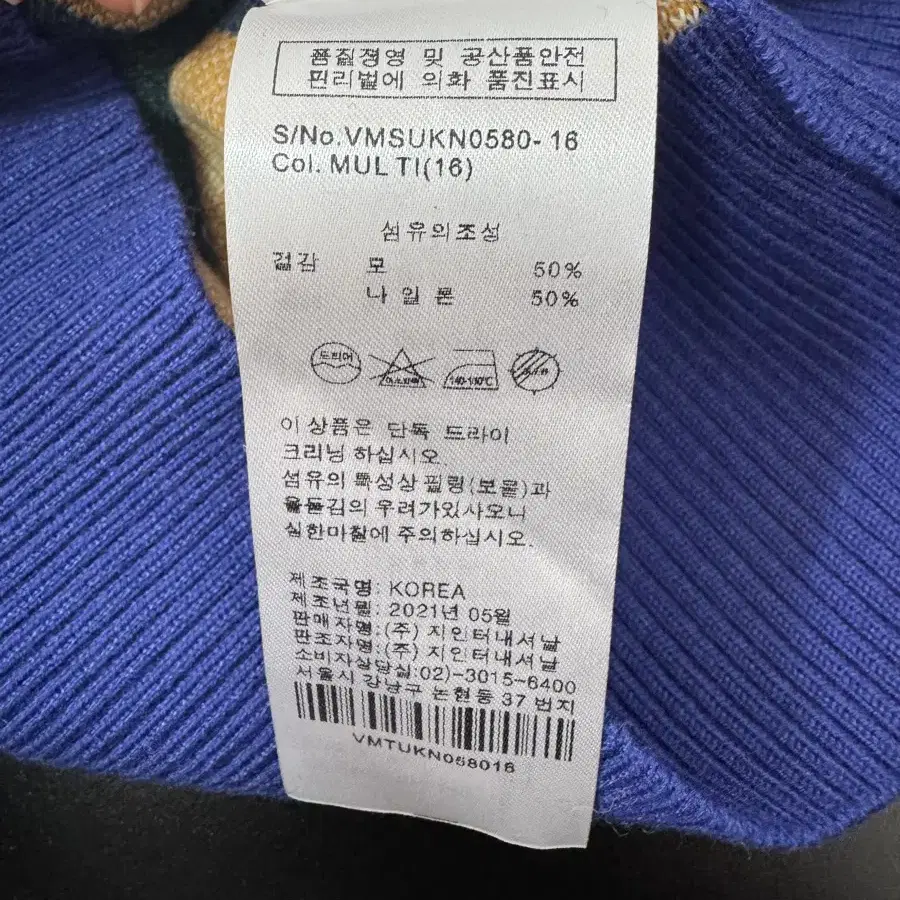 품질경영 및 공산품안전
핀리벌에 의화 품진표시
S/No.VMSUKN0580-16
Col. MULTI(16)
섬유의조성
겉감 모 50%
나일론 50%
드라이
140-160℃
이 상품은 단독 드라이
크리닝 하십시오.
섬유의 특성상 필링(보풀)과
올뜯김의 우려가있사오니
심한마찰에 주의하십시오.
제조국명: KOREA
제조년월: 2021년 05월
판매자명:(주) 지인터내셔날
판조자명:(주) 지인터내셔날
소비자상담실:02)-3015-6400
서울시 강남구 논현동 37 번지
VMTUKN058016